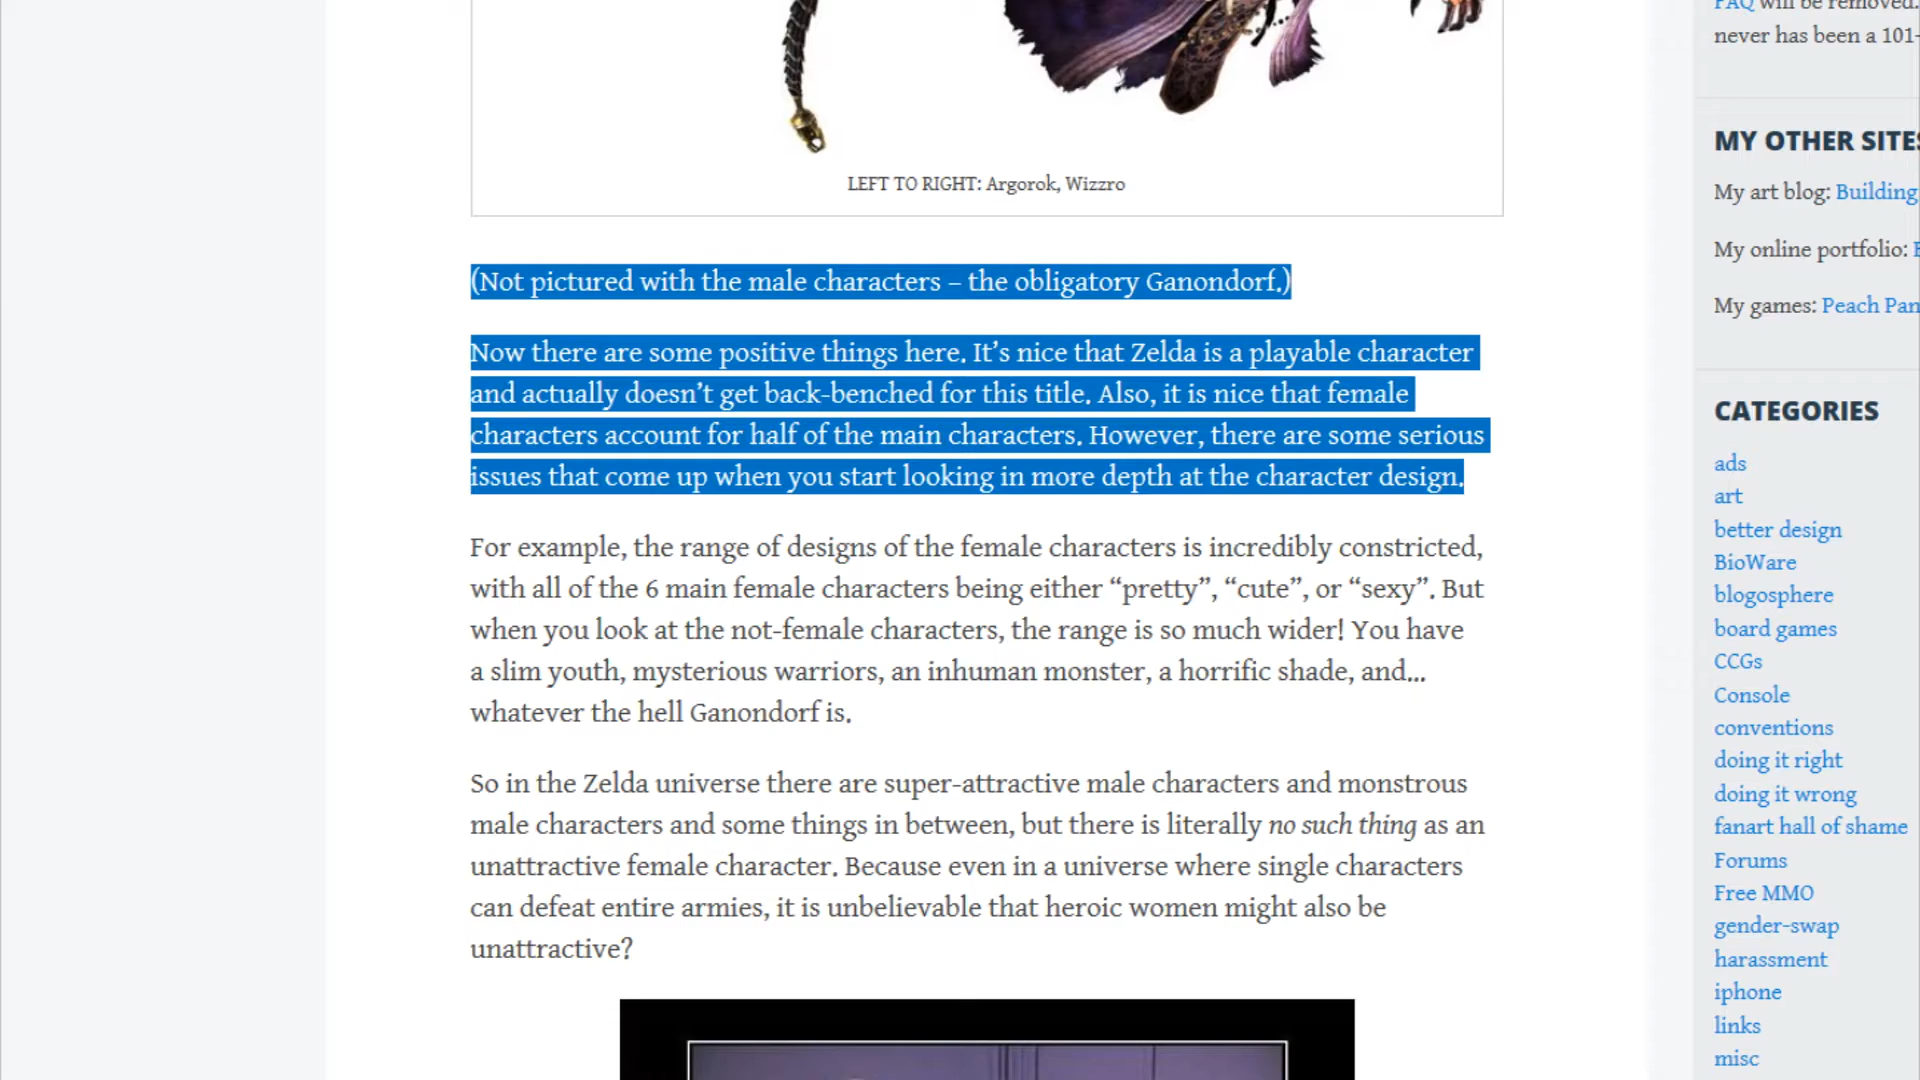 LEFT TO RIGHT: Argorok, Wizzro
(Not pictured with the male characters – the obligatory Ganondorf.)
Now there are some positive things here. It’s nice that Zelda is a playable character
and actually doesn’t get back-benched for this title. Also, it is nice that female
characters account for half of the main characters. However, there are some serious
issues that come up when you start looking in more depth at the character design.
For example, the range of designs of the female characters is incredibly constricted,
with all of the 6 main female characters being either “pretty”, “cute”, or “sexy”. But
when you look at the not-female characters, the range is so much wider! You have
a slim youth, mysterious warriors, an inhuman monster, a horrific shade, and…
whatever the hell Ganondorf is.
So in the Zelda universe there are super-attractive male characters and monstrous
male characters and some things in between, but there is literally no such thing as an
unattractive female character. Because even in a universe where single characters
can defeat entire armies, it is unbelievable that heroic women might also be
unattractive?
FAQ will be removed.
never has been a 101-
MY OTHER SITES
My art blog: Building
My online portfolio:
My games: Peach Pan
CATEGORIES
ads
art
better design
BioWare
blogosphere
board games
CCGs
Console
conventions
doing it right
doing it wrong
fanart hall of shame
Forums
Free MMO
gender-swap
harassment
iphone
links
misc